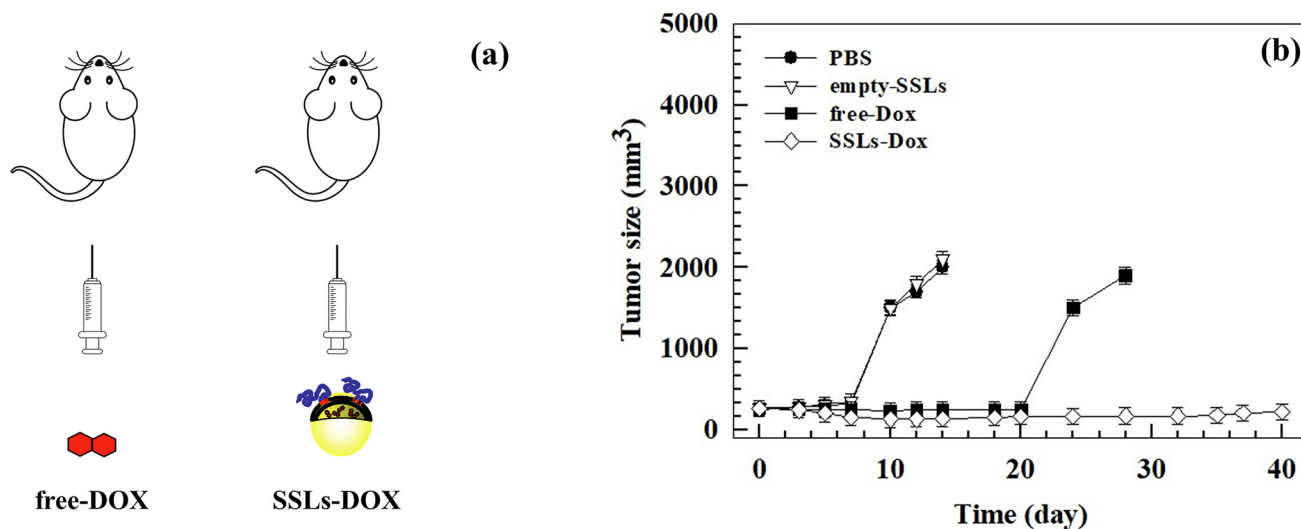 (a)
free-DOX
SSLs-DOX
(b)
PBS
empty-SSLs
free-Dox
SSLs-Dox
Tumor size (mm³)
5000
4000
3000
2000
1000
0
0 10 20 30 40
Time (day)